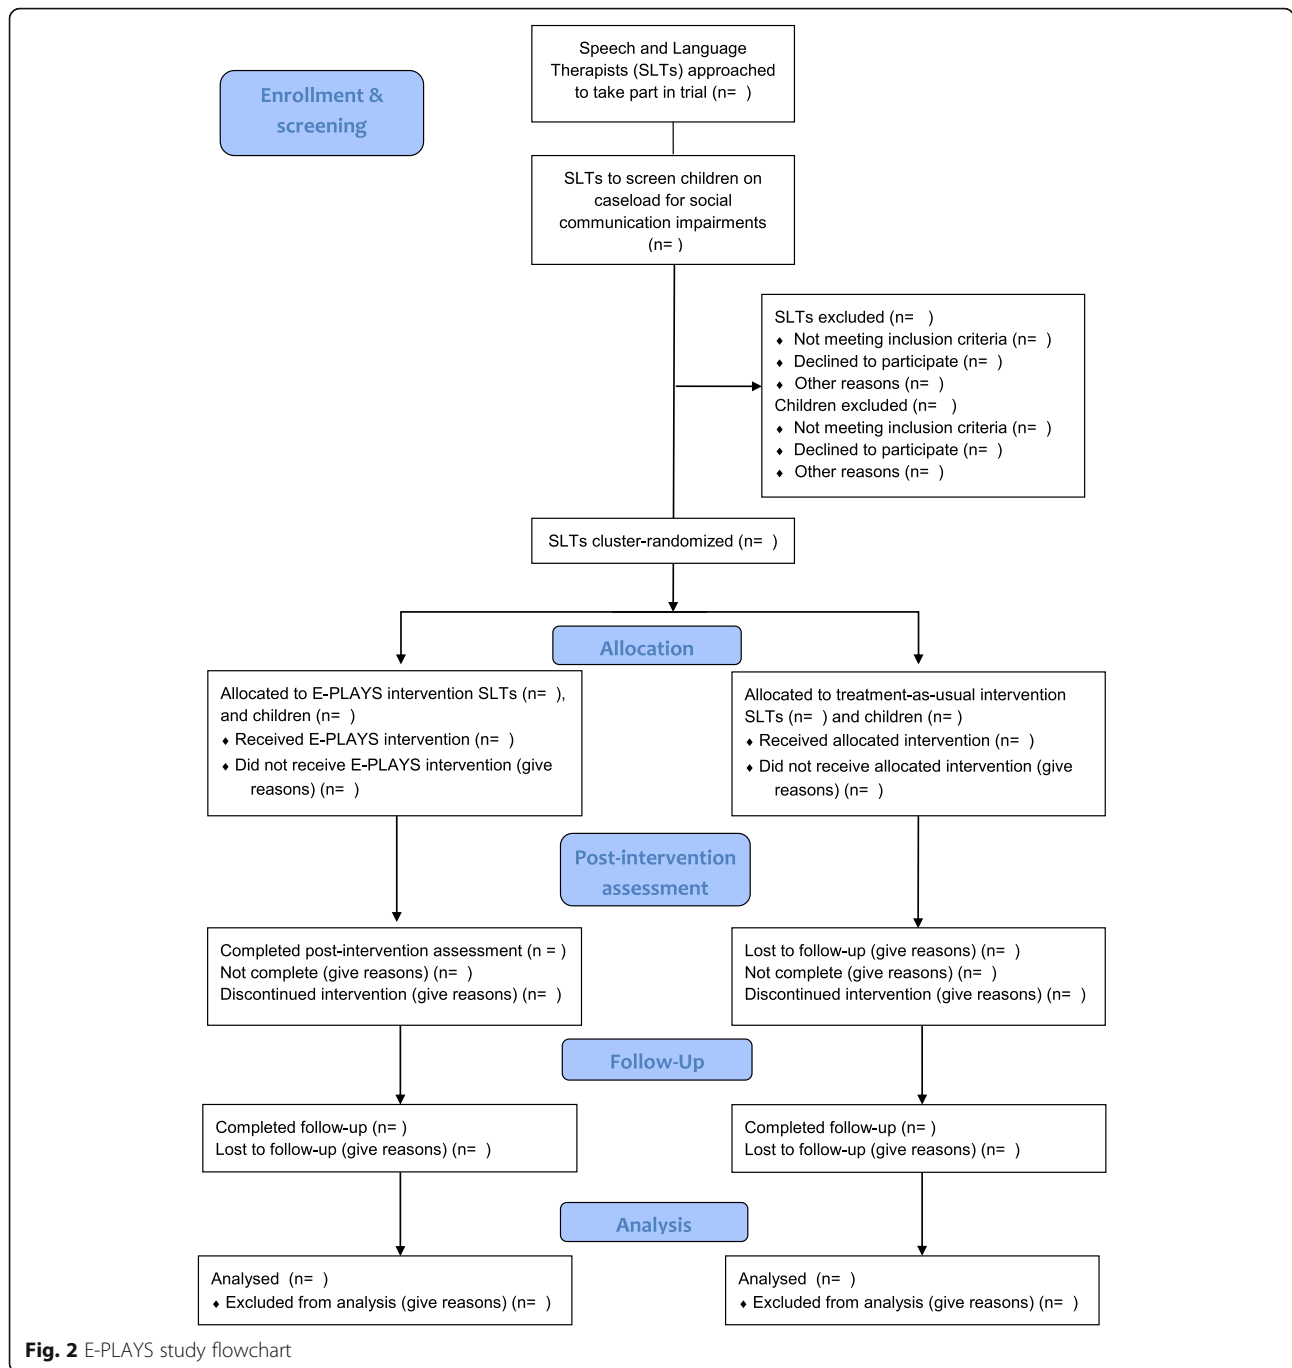 Speech and Language
Therapists (SLTs) approached
to take part in trial (n=  )
Enrollment &
screening
SLTs to screen children on
caseload for social
communication impairments
(n= )
SLTs excluded (n=  )
♦ Not meeting inclusion criteria (n=  )
♦ Declined to participate (n=  )
♦ Other reasons (n=  )
Children excluded (n=  )
♦ Not meeting inclusion criteria (n=  )
♦ Declined to participate (n=  )
♦ Other reasons (n=  )
SLTs cluster-randomized (n=  )
Allocation
Allocated to E-PLAYS intervention SLTs (n=  ),
and children (n=  )
♦ Received E-PLAYS intervention (n=  )
♦ Did not receive E-PLAYS intervention (give
reasons) (n=  )
Allocated to treatment-as-usual intervention
SLTs (n=  ) and children (n= )
♦ Received allocated intervention (n=  )
♦ Did not receive allocated intervention (give
reasons) (n=  )
Post-intervention
assessment
Completed post-intervention assessment (n = )
Not complete (give reasons) (n=  )
Discontinued intervention (give reasons) (n=  )
Lost to follow-up (give reasons) (n=  )
Not complete (give reasons) (n=  )
Discontinued intervention (give reasons) (n=  )
Follow-Up
Completed follow-up (n= )
Lost to follow-up (give reasons) (n=  )
Completed follow-up (n= )
Lost to follow-up (give reasons) (n=  )
Analysis
Analysed  (n=  )
♦ Excluded from analysis (give reasons) (n=  )
Analysed  (n=  )
♦ Excluded from analysis (give reasons) (n=  )
Fig. 2 E-PLAYS study flowchart